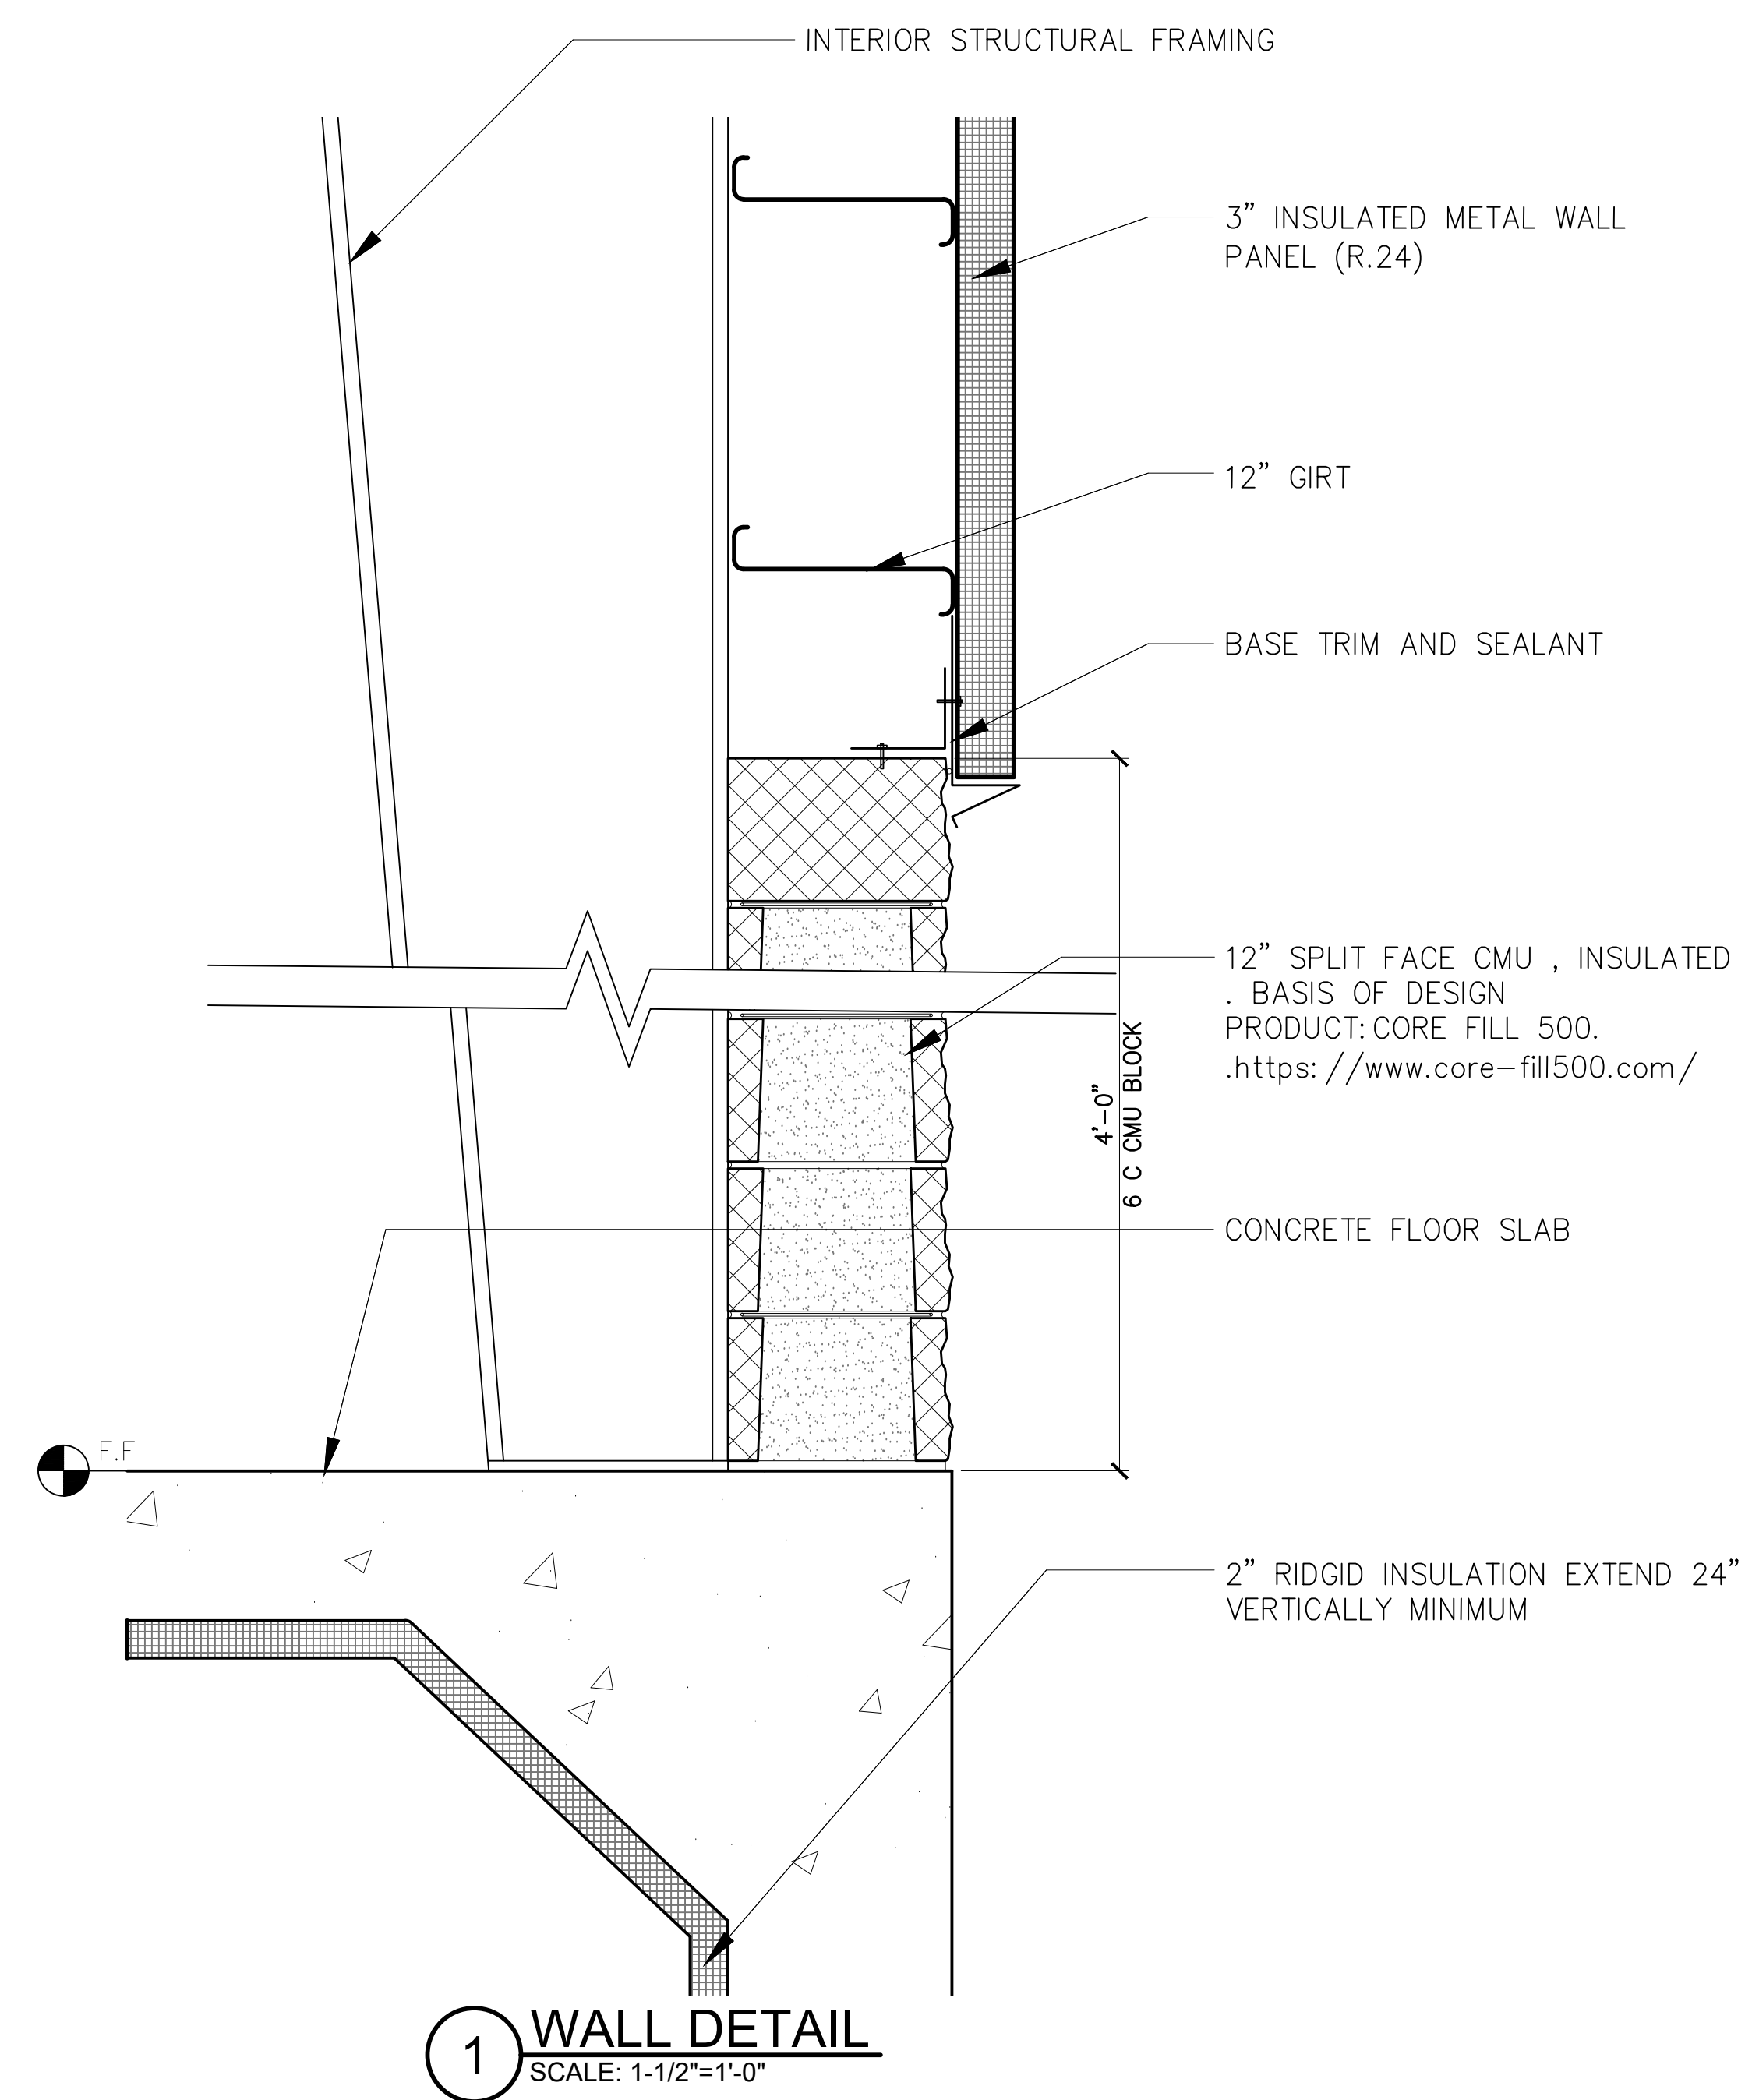 INTERIOR STRUCTURAL FRAMING
3” INSULATED METAL WALL
PANEL (R.24)
12” GIRT
BASE TRIM AND SEALANT
12” SPLIT FACE CMU , INSULATED
. BASIS OF DESIGN
PRODUCT: CORE FILL 500.
.https://www.core-fill500.com/
4'-0”
6 C CMU BLOCK
CONCRETE FLOOR SLAB
F.F
2” RIDGID INSULATION EXTEND 24”
VERTICALLY MINIMUM
1
WALL DETAIL
SCALE: 1-1/2"=1'-0"